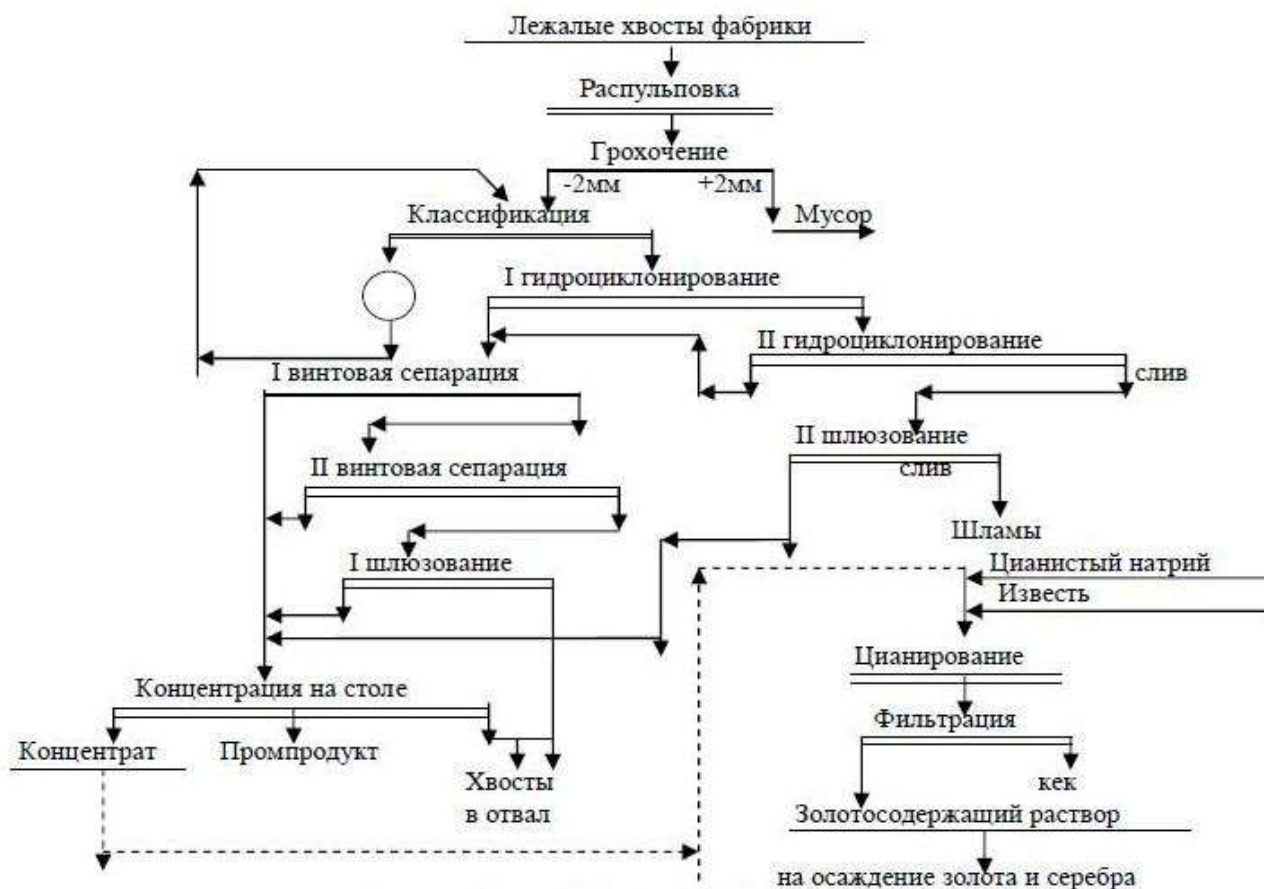 Лежалые хвосты фабрики
Распульповка
Грохочение
-2мм +2мм
Классификация
Мусор
I гидроциклонирование
II гидроциклонирование
I винтовая сепарация
слив
II шлюзование
II винтовая сепарация
слив
Шламы
I шлюзование
Цианистый натрий
Известь
Цианирование
Концентрация на столе
Фильтрация
Концентрат
Промпродукт
Хвосты
в отвал
кек
Золотосодержащий раствор
на осаждение золота и серебра